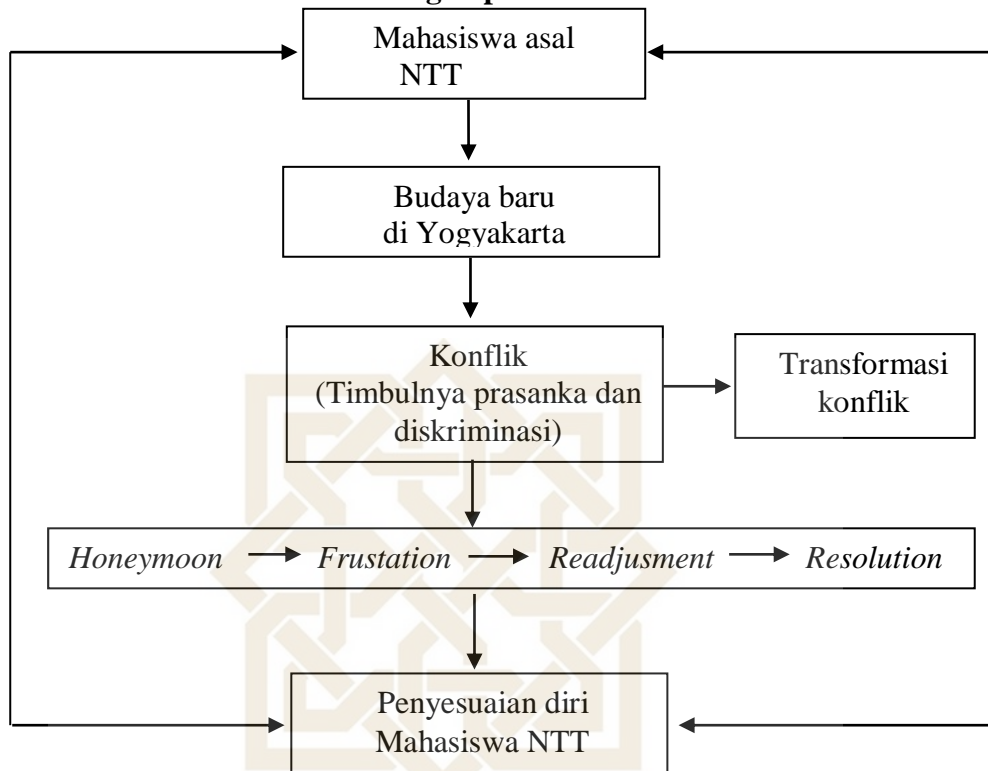 Mahasiswa asal
NTT
Budaya baru
di Yogyakarta
Konflik
(Timbulnya prasanka dan
diskriminasi)
Transformasi
konflik
Honeymoon Frustation Readjusment Resolution
Penyesuaian diri
Mahasiswa NTT